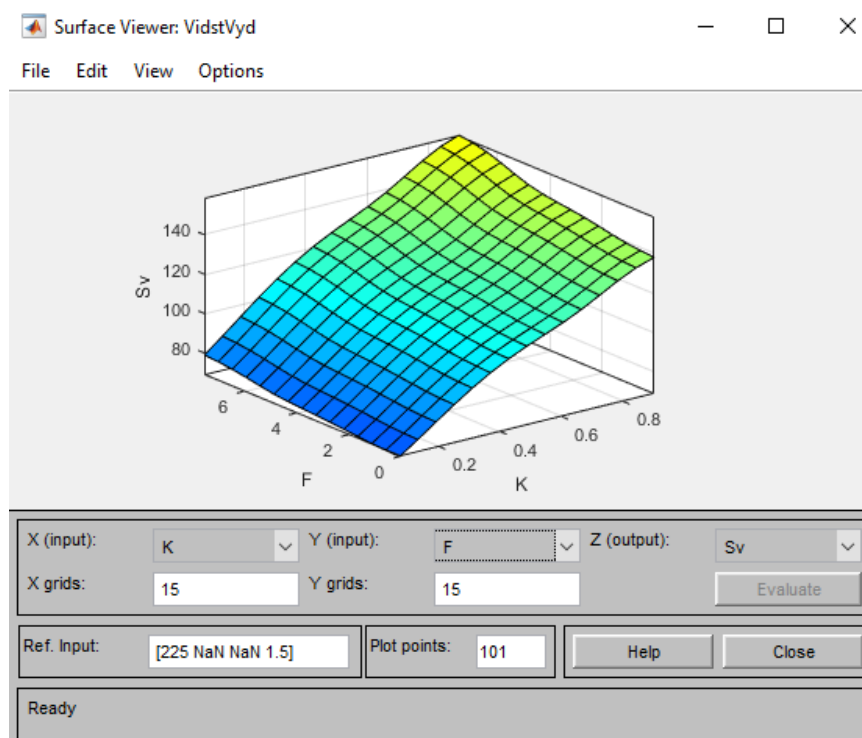 Surface Viewer: VidstVyd
File Edit View Options
140
120
100
80
Sv
6
4
2
0
F
0.2
0.4
0.6
0.8
K
X (input): K Y (input): F Z (output): Sv
X grids: 15 Y grids: 15 Evaluate
Ref. Input: [225 NaN NaN 1.5] Plot points: 101 Help Close
Ready